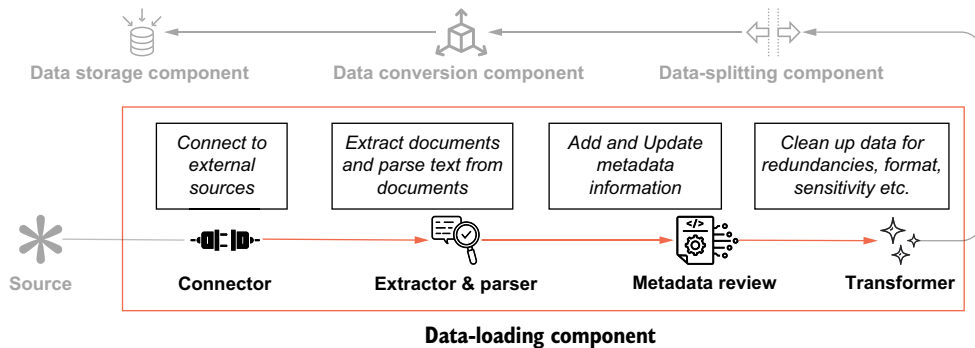 Data storage component
Data conversion component
Data-splitting component
Connect to
external
sources
Extract documents
and parse text from
documents
Add and Update
metadata
information
Clean up data for
redundancies, format,
sensitivity etc.
</>
Source
Connector
Extractor & parser
Metadata review
Transformer
Data-loading component